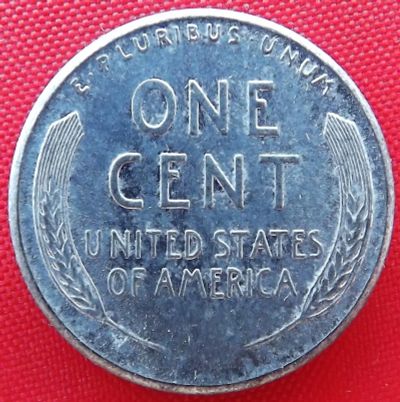 E·PLURIBUS·UNUM
ONE
CENT
UNITED STATES
OF AMERICA